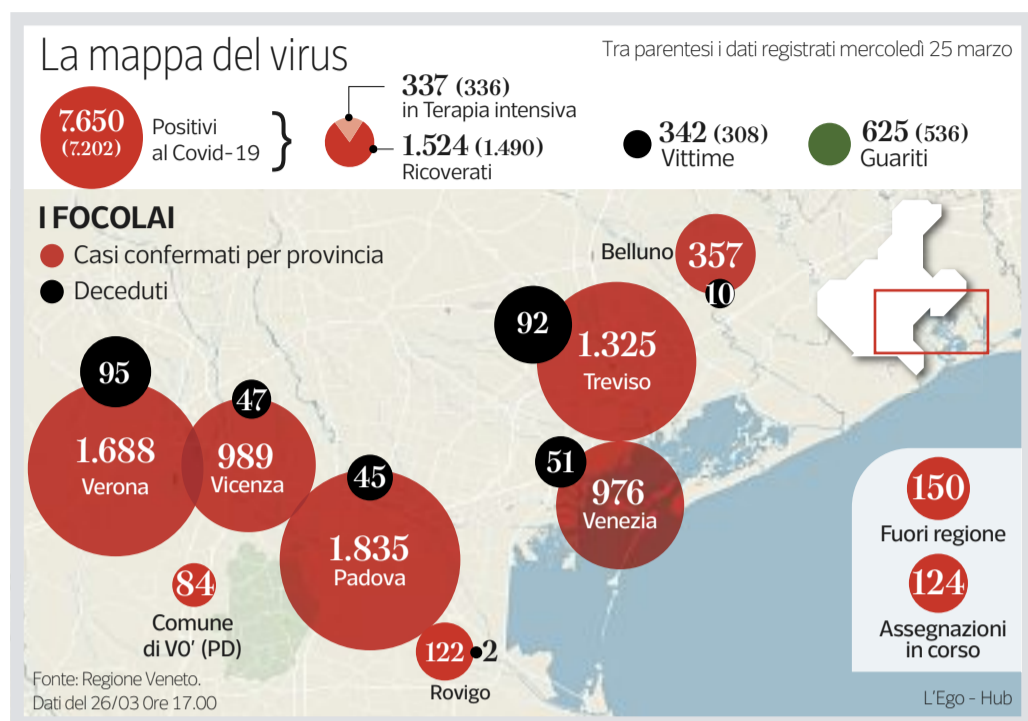 La mappa del virus
Tra parentesi i dati registrati mercoledì 25 marzo
7.650
(7.202)
Positivi
al Covid-19
}
337 (336)
in Terapia intensiva
1.524 (1.490)
Ricoverati
342 (308)
Vittime
625 (536)
Guariti
I FOCOLAI
Casi confermati per provincia
Deceduti
Belluno
357
10
92
1.325
Treviso
95
1.688
Verona
47
989
Vicenza
45
1.835
Padova
51
976
Venezia
84
Comune
di VO' (PD)
122
2
Rovigo
150
Fuori regione
124
Assegnazioni
in corso
Fonte: Regione Veneto.
Dati del 26/03 Ore 17.00
L'Ego - Hub